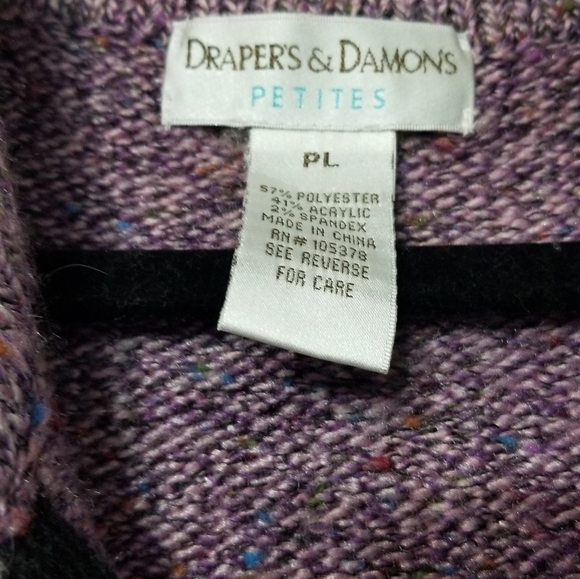 DRAPER'S & DAMON'S
PETITES
PL
57% POLYESTER
41% ACRYLIC
2% SPANDEX
MADE IN CHINA
RN# 105378
SEE REVERSE
FOR CARE